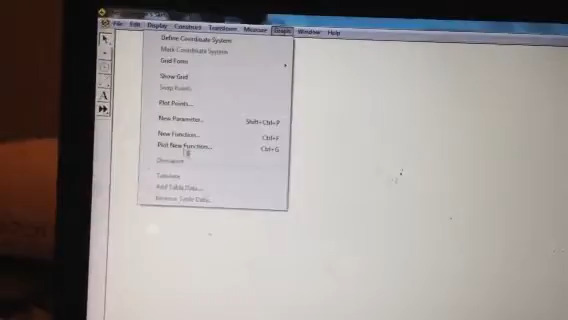 File Edit Display Construct Transform Measure Graph Window Help
Define Coordinate System
Mark Coordinate System
Grid Form
Show Grid
Snap Points
Plot Points...
New Parameter... Shift+Ctrl+P
New Function... Ctrl+F
Plot New Function... Ctrl+G
Derivative
Tabulate
Add Table Data...
Remove Table Data...
A